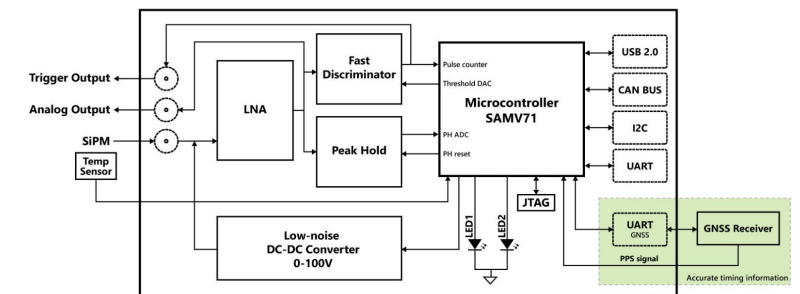 Trigger Output
Analog Output
SiPM
Temp
Sensor
LNA
Fast
Discriminator
Peak Hold
Low-noise
DC-DC Converter
0-100V
Pulse counter
Threshold DAC
Microcontroller
SAMV71
PH ADC
PH reset
LED1
LED2
JTAG
USB 2.0
CAN BUS
I2C
UART
UART
GNSS
GNSS Receiver
PPS signal
Accurate timing information